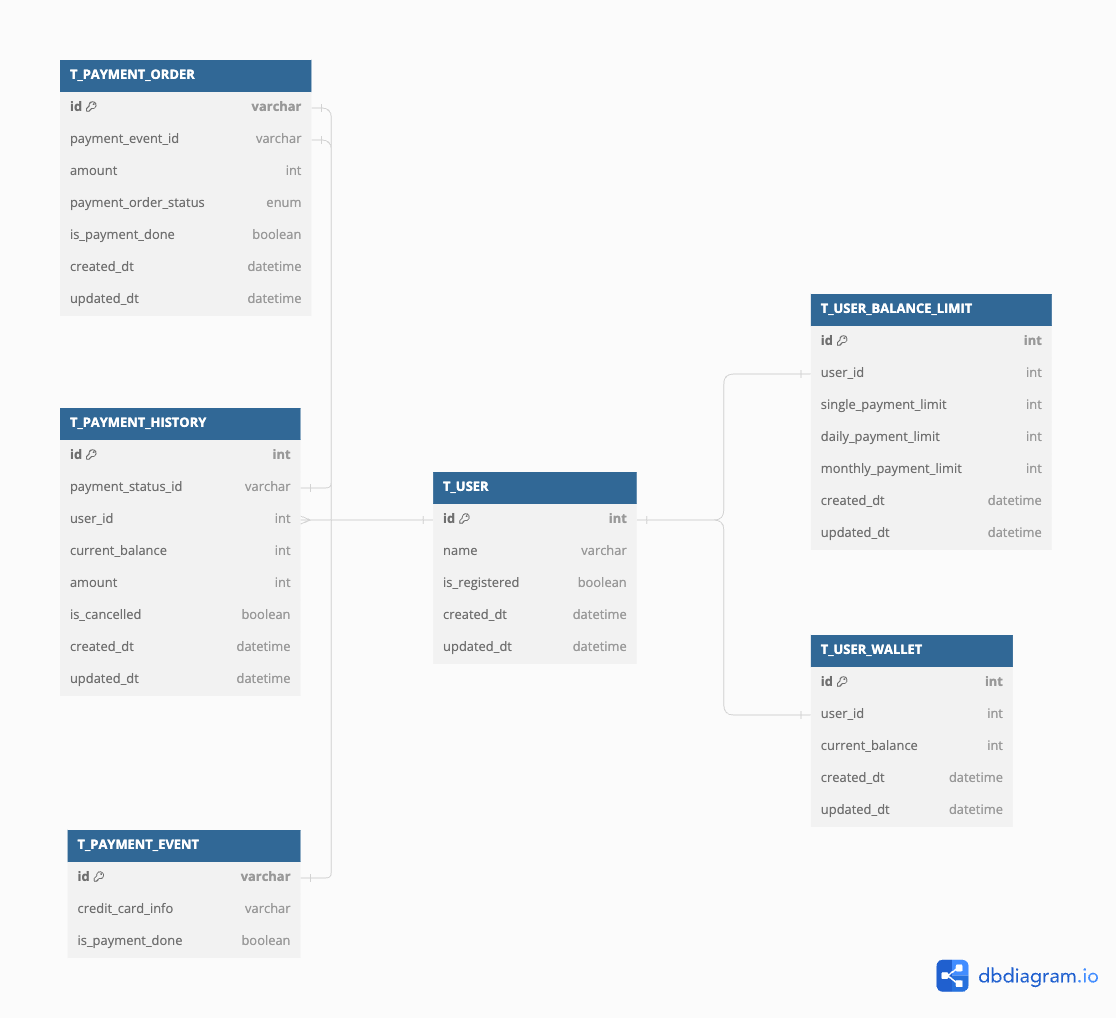 T_PAYMENT_ORDER
id varchar
payment_event_id varchar
amount int
payment_order_status enum
is_payment_done boolean
created_dt datetime
updated_dt datetime
T_PAYMENT_HISTORY
id int
payment_status_id varchar
user_id int
current_balance int
amount int
is_cancelled boolean
created_dt datetime
updated_dt datetime
T_PAYMENT_EVENT
id varchar
credit_card_info varchar
is_payment_done boolean
T_USER
id int
name varchar
is_registered boolean
created_dt datetime
updated_dt datetime
T_USER_BALANCE_LIMIT
id int
user_id int
single_payment_limit int
daily_payment_limit int
monthly_payment_limit int
created_dt datetime
updated_dt datetime
T_USER_WALLET
id int
user_id int
current_balance int
created_dt datetime
updated_dt datetime
dbdiagram.io